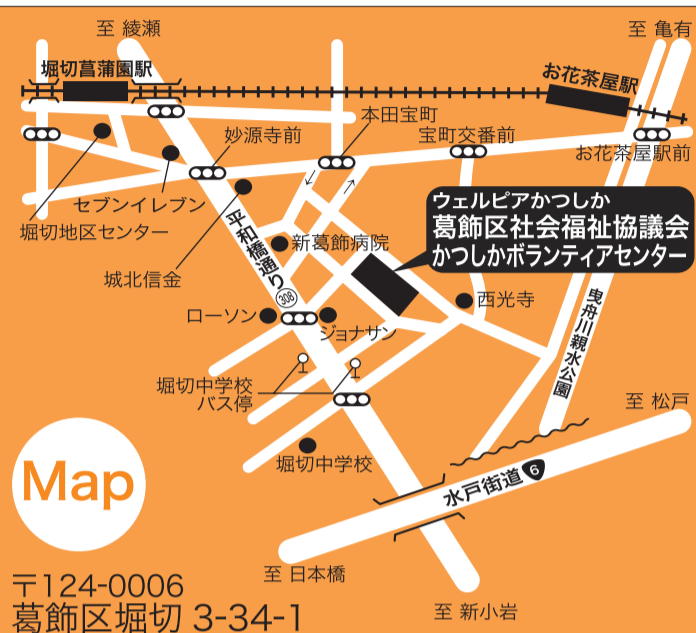 至 綾瀬
至 亀有
堀切菖蒲園駅
お花茶屋駅
本田宝町
妙源寺前
宝町交番前
お花茶屋駅前
セブンイレブン
堀切地区センター
平和橋通り
308
城北信金
新葛飾病院
ウェルピアかつしか
葛飾区社会福祉協議会
かつしかボランティアセンター
西光寺
ローソン
ジョナサン
曳舟川親水公園
堀切中学校
バス停
至 松戸
堀切中学校
Map
水戸街道
6
至 日本橋
至 新小岩
〒124-0006
葛飾区堀切 3-34-1